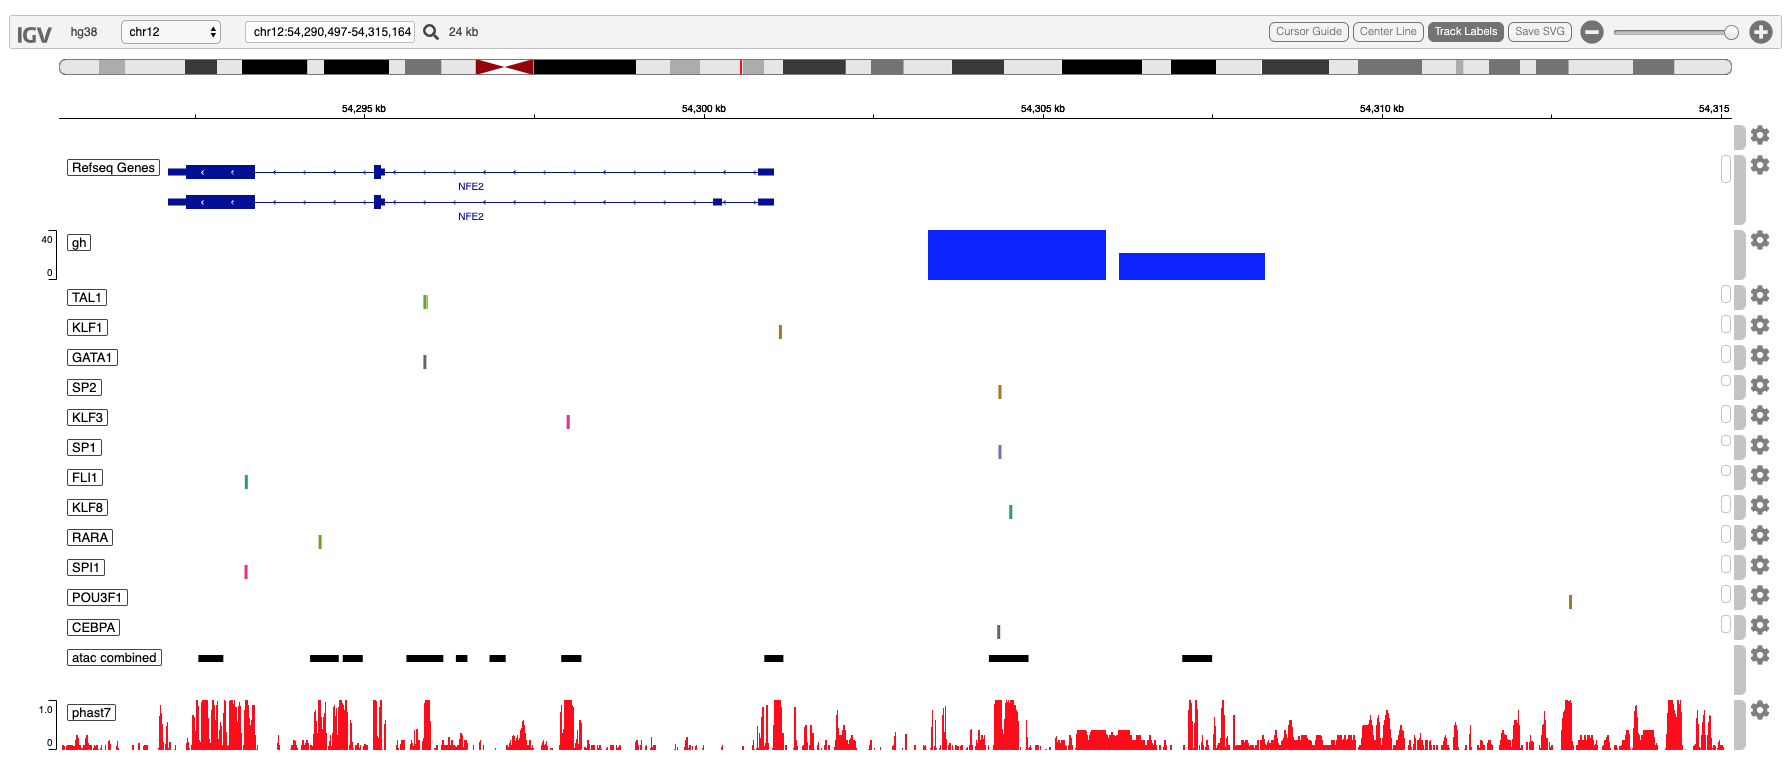 IGV hg38 chr12 chr12:54,290,497-54,315,164 24 kb Cursor Guide Center Line Track Labels Save SVG
54,295 kb 54,300 kb 54,305 kb 54,310 kb 54,315
Refseq Genes
NFE2
NFE2
40
gh
0
TAL1
KLF1
GATA1
SP2
KLF3
SP1
FLI1
KLF8
RARA
SPI1
POU3F1
CEBPA
atac combined
1.0
phast7
0